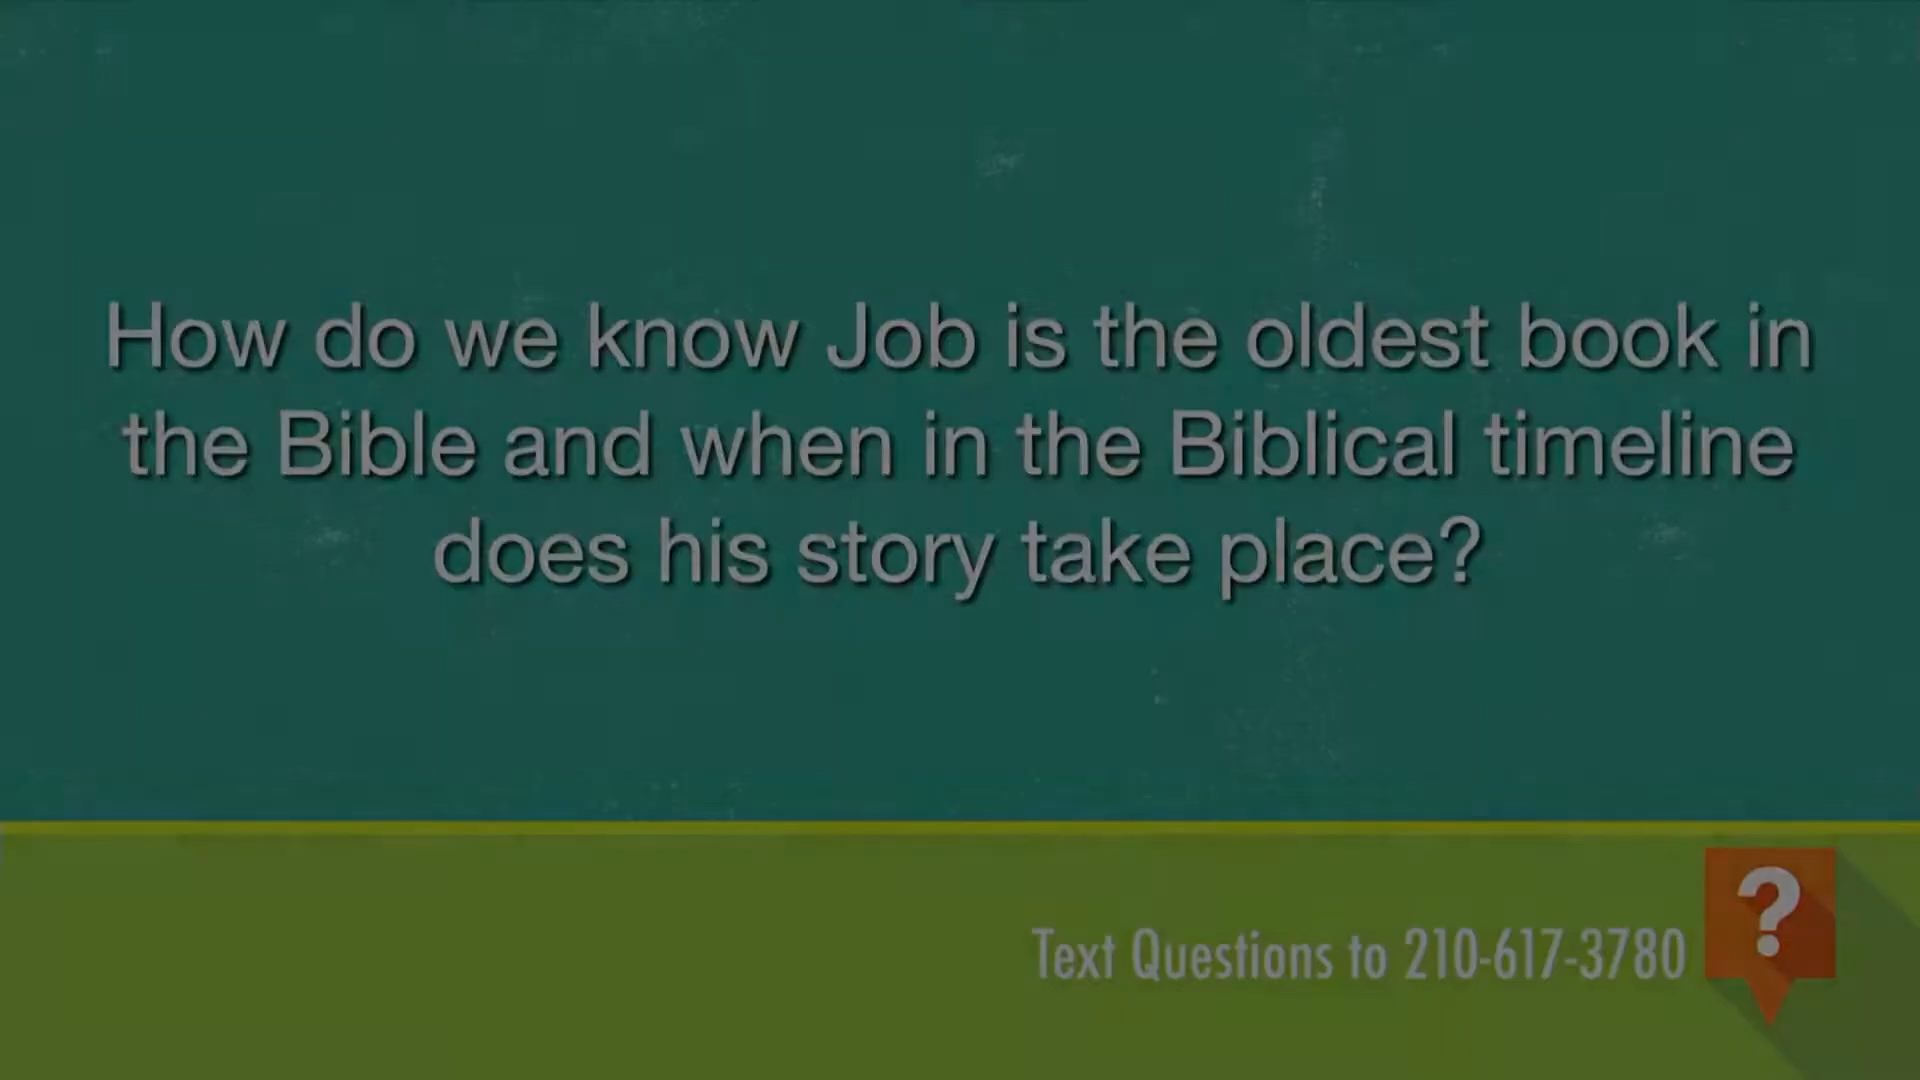 How do we know Job is the oldest book in
the Bible and when in the Biblical timeline
does his story take place?
?
Text Questions to 210-617-3780